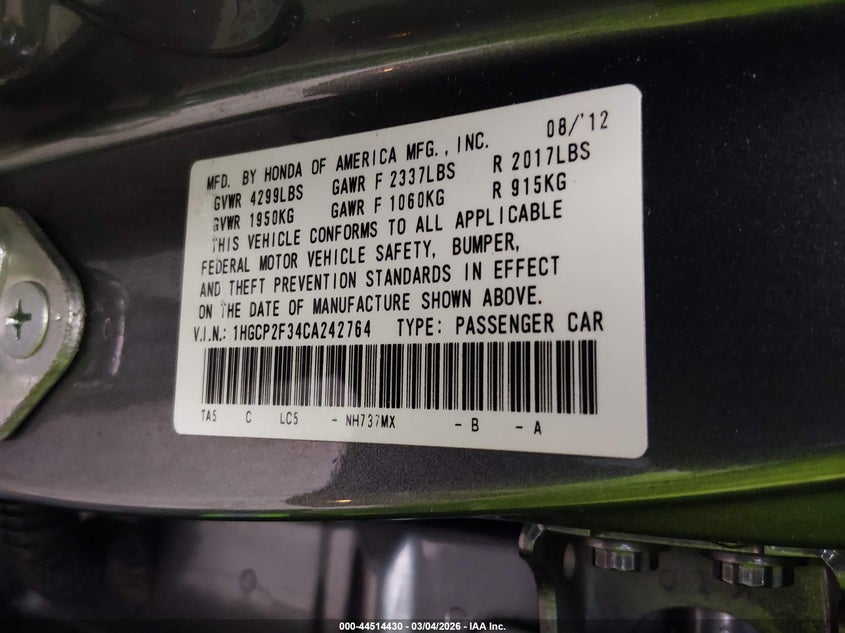 MFD. BY HONDA OF AMERICA MFG., INC. 08/'12
GVWR 4299LBS GAWR F 2337LBS R 2017LBS
GVWR 1950KG GAWR F 1060KG R 915KG
THIS VEHICLE CONFORMS TO ALL APPLICABLE
FEDERAL MOTOR VEHICLE SAFETY, BUMPER,
AND THEFT PREVENTION STANDARDS IN EFFECT
ON THE DATE OF MANUFACTURE SHOWN ABOVE.
V.I.N.: 1HGCP2F34CA242764 TYPE: PASSENGER CAR
TA5 C LC5 - NH737MX - B - A
000-44514430 - 03/04/2026 - IAA Inc.